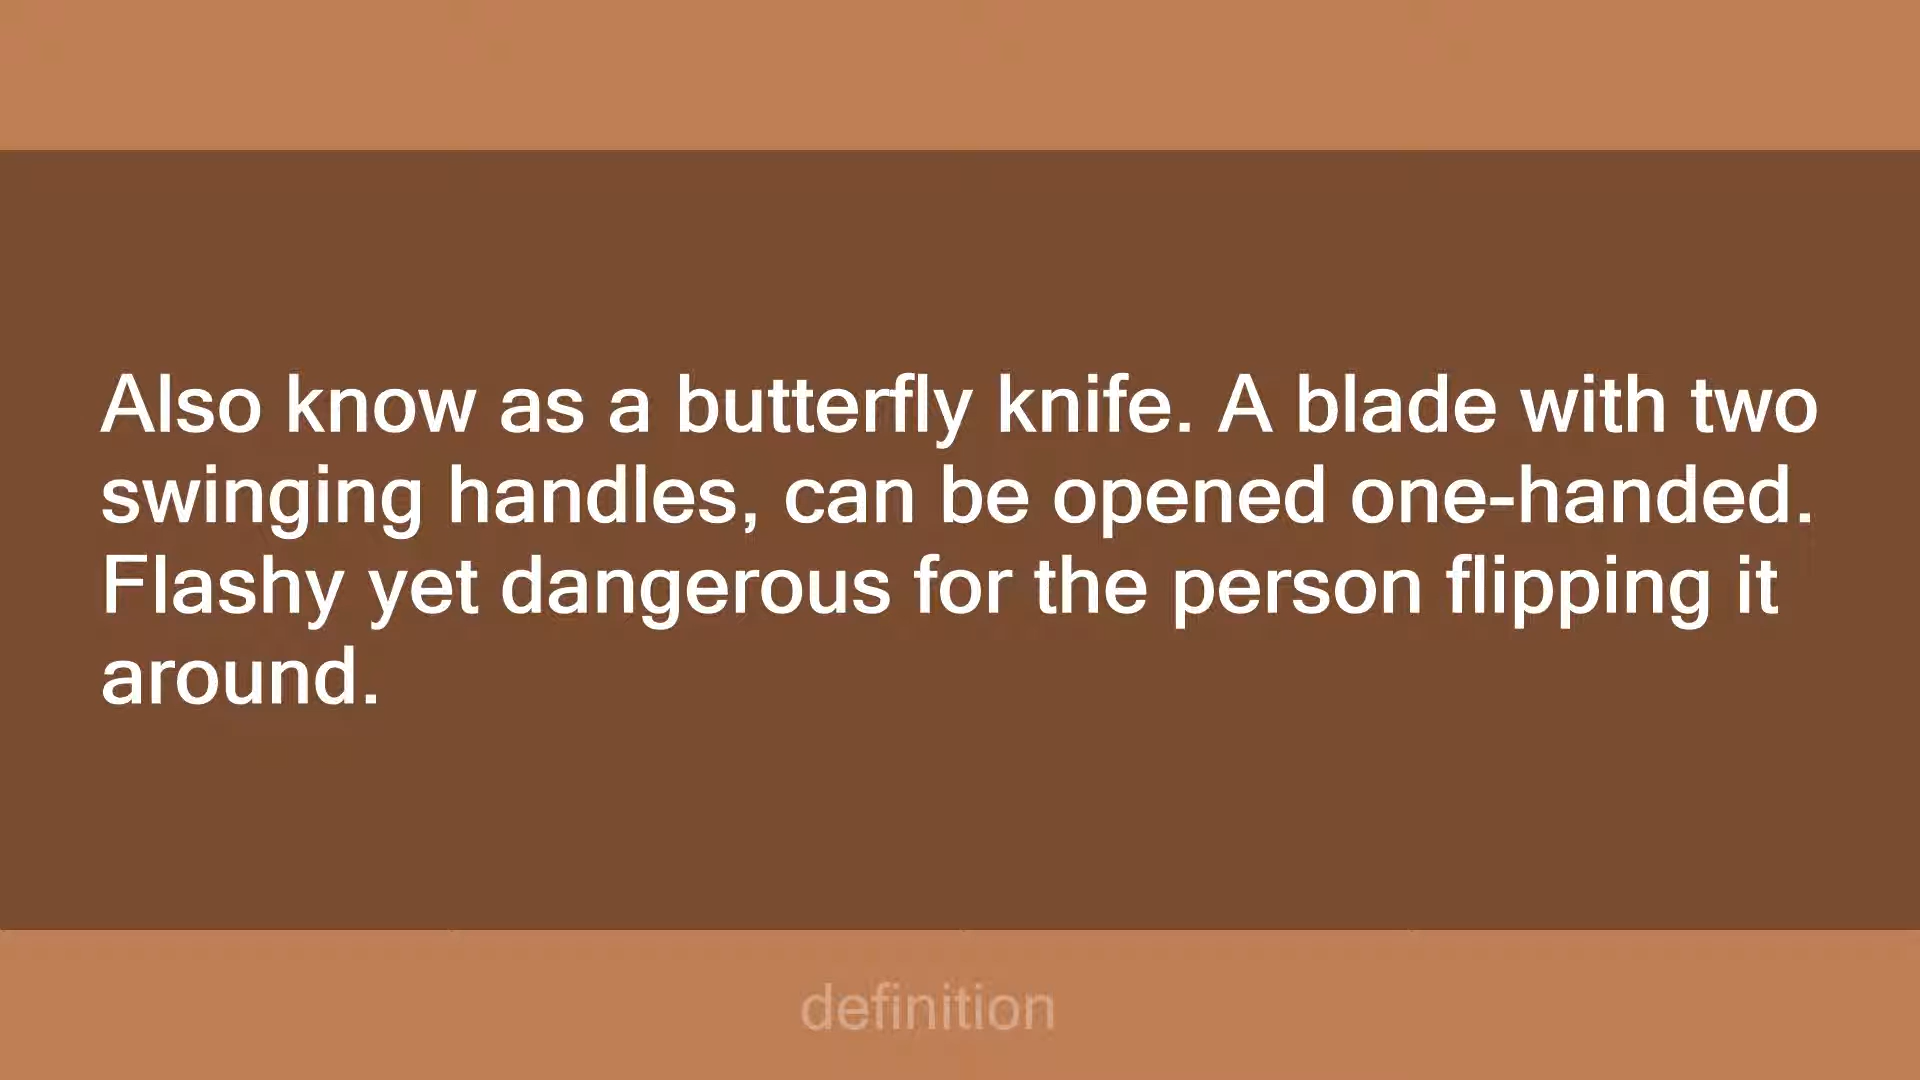 Also know as a butterfly knife. A blade with two
swinging handles, can be opened one-handed.
Flashy yet dangerous for the person flipping it
around.
definition